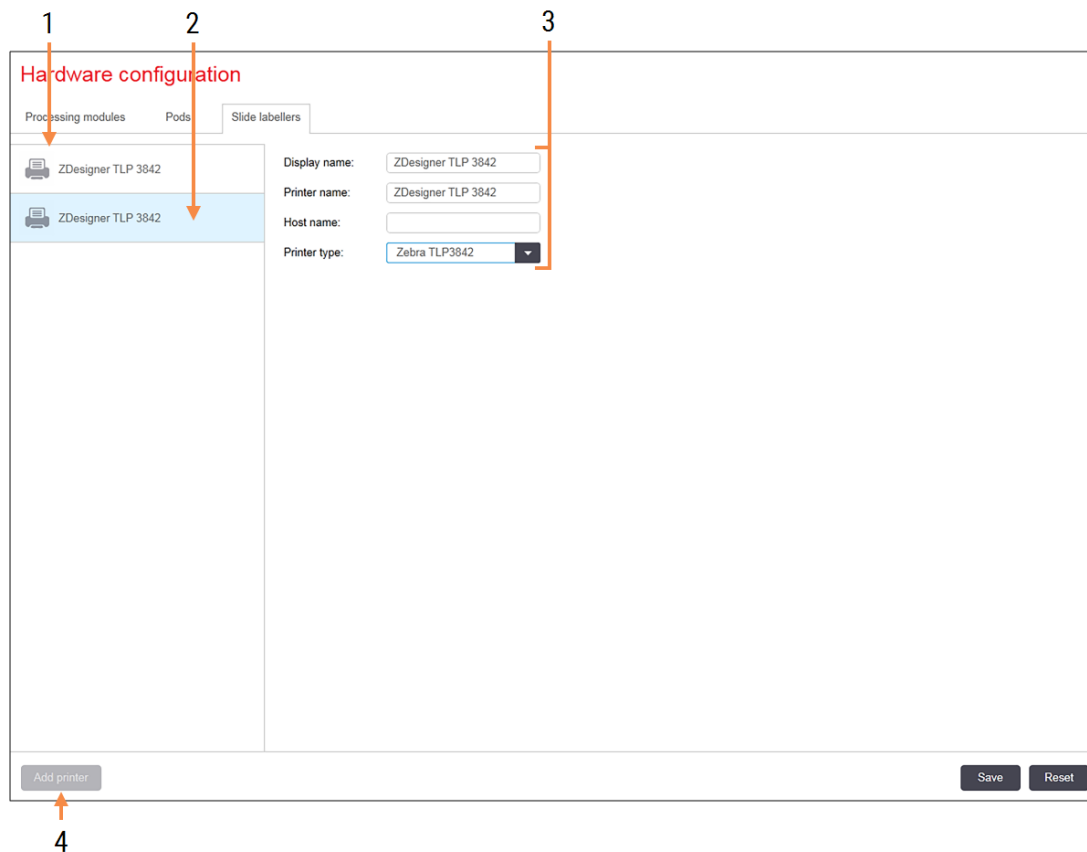 1 2 3
Hardware configuration
Processing modules Pods Slide labellers
ZDesigner TLP 3842
ZDesigner TLP 3842
Display name: ZDesigner TLP 3842
Printer name: ZDesigner TLP 3842
Host name:
Printer type: Zebra TLP3842
Add printer Save Reset
4